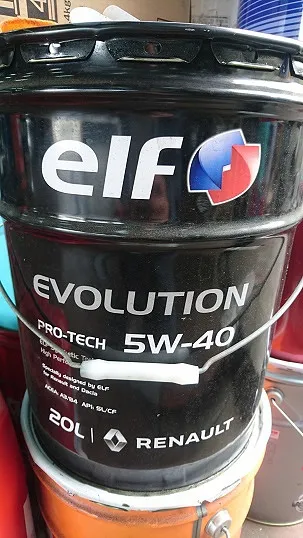 elf
EVOLUTION
PRO-TECH 5W-40
High
Specially designed by ELF
for Renault and Dacia
ACEA A3/B4 API: SL/CF
20L | RENAULT